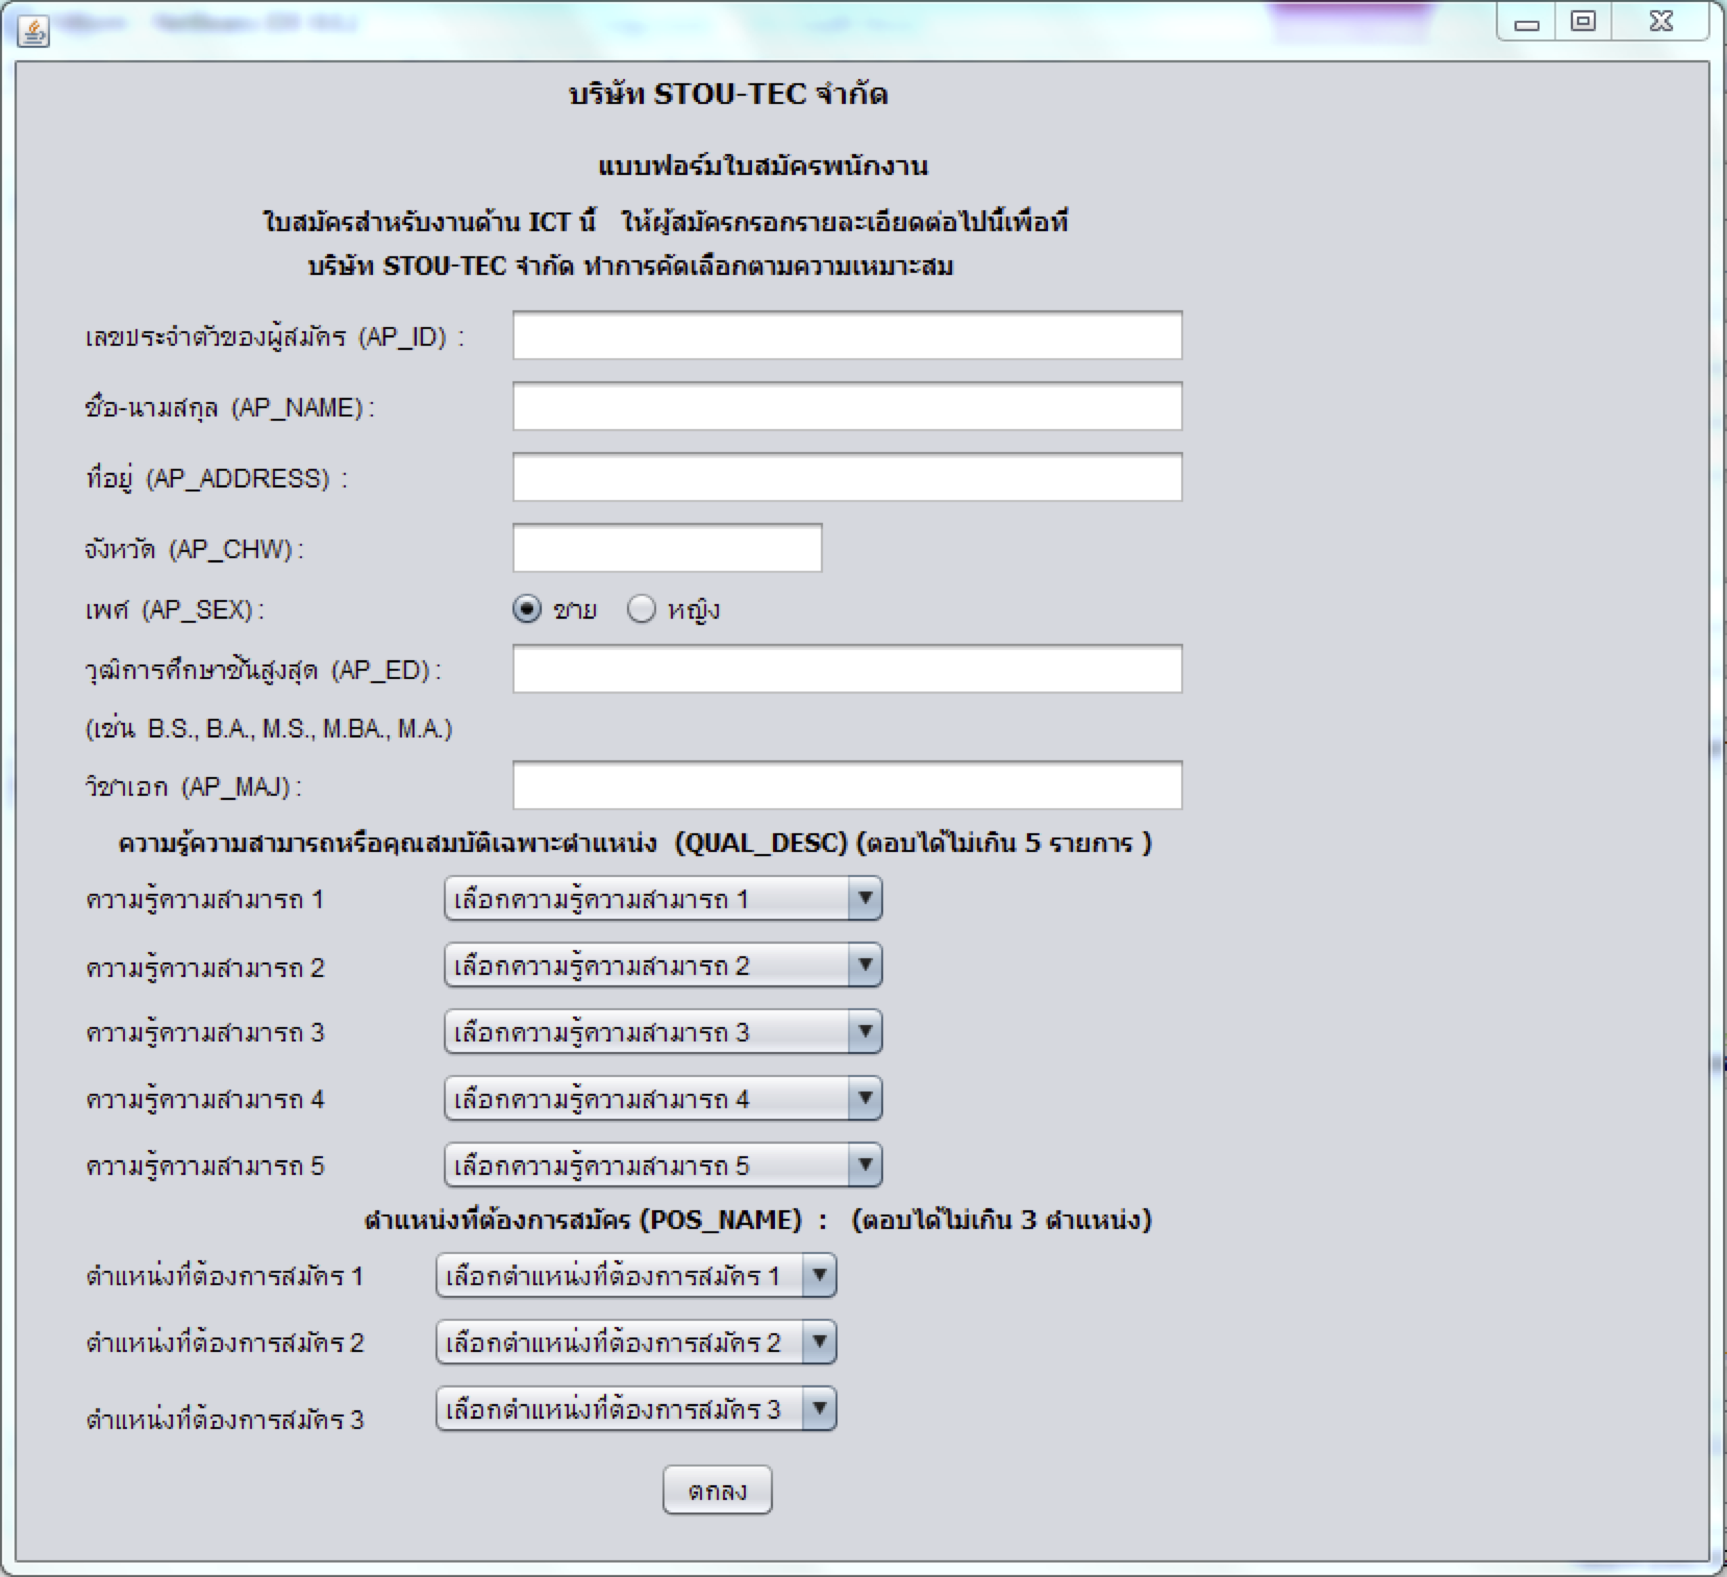 บริษัท STOU-TEC จำกัด
แบบฟอร์มใบสมัครพนักงาน
ใบสมัครสำหรับงานด้าน ICT นี้ ให้ผู้สมัครกรอกรายละเอียดต่อไปนี้เพื่อที่
บริษัท STOU-TEC จำกัด ทำการคัดเลือกตามความเหมาะสม
เลขประจำตัวของผู้สมัคร (AP_ID) :
ชื่อ-นามสกุล (AP_NAME) :
ที่อยู่ (AP_ADDRESS) :
จังหวัด (AP_CHW) :
เพศ (AP_SEX) : ชาย หญิง
วุฒิการศึกษาชั้นสูงสุด (AP_ED) :
(เช่น B.S., B.A., M.S., M.BA., M.A.)
วิชาเอก (AP_MAJ) :
ความรู้ความสามารถหรือคุณสมบัติเฉพาะตำแหน่ง (QUAL_DESC) (ตอบได้ไม่เกิน 5 รายการ )
ความรู้ความสามารถ 1 เลือกความรู้ความสามารถ 1
ความรู้ความสามารถ 2 เลือกความรู้ความสามารถ 2
ความรู้ความสามารถ 3 เลือกความรู้ความสามารถ 3
ความรู้ความสามารถ 4 เลือกความรู้ความสามารถ 4
ความรู้ความสามารถ 5 เลือกความรู้ความสามารถ 5
ตำแหน่งที่ต้องการสมัคร (POS_NAME) : (ตอบได้ไม่เกิน 3 ตำแหน่ง)
ตำแหน่งที่ต้องการสมัคร 1 เลือกตำแหน่งที่ต้องการสมัคร 1
ตำแหน่งที่ต้องการสมัคร 2 เลือกตำแหน่งที่ต้องการสมัคร 2
ตำแหน่งที่ต้องการสมัคร 3 เลือกตำแหน่งที่ต้องการสมัคร 3
ตกลง